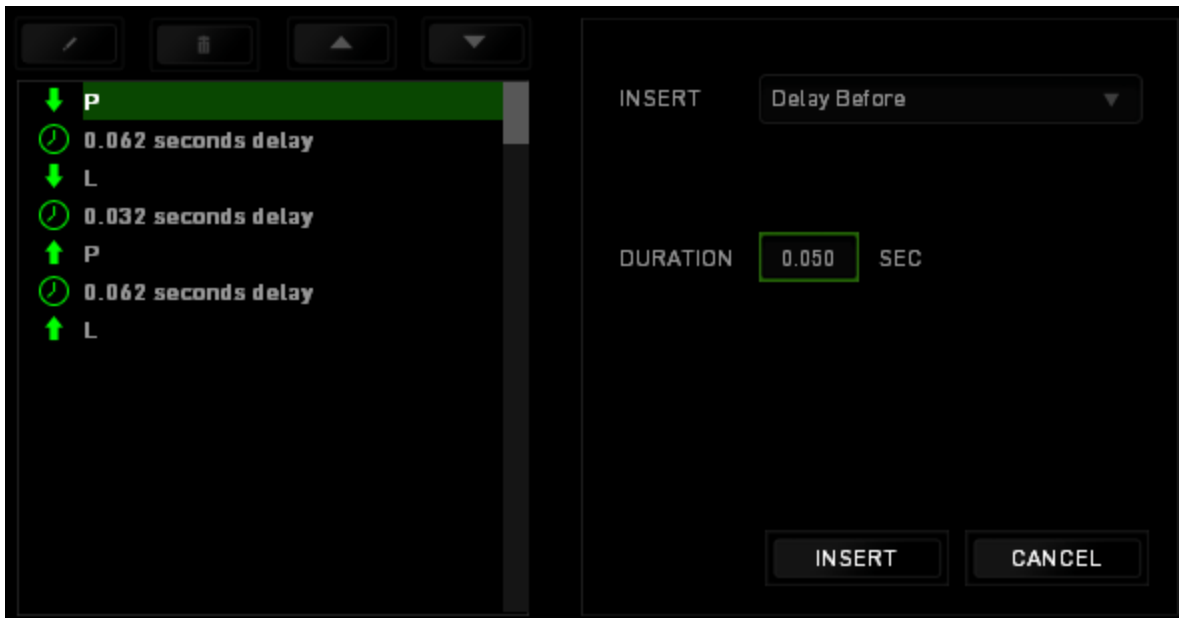 P
0.062 seconds delay
L
0.032 seconds delay
P
0.062 seconds delay
L
INSERT Delay Before
DURATION 0.050 SEC
INSERT CANCEL